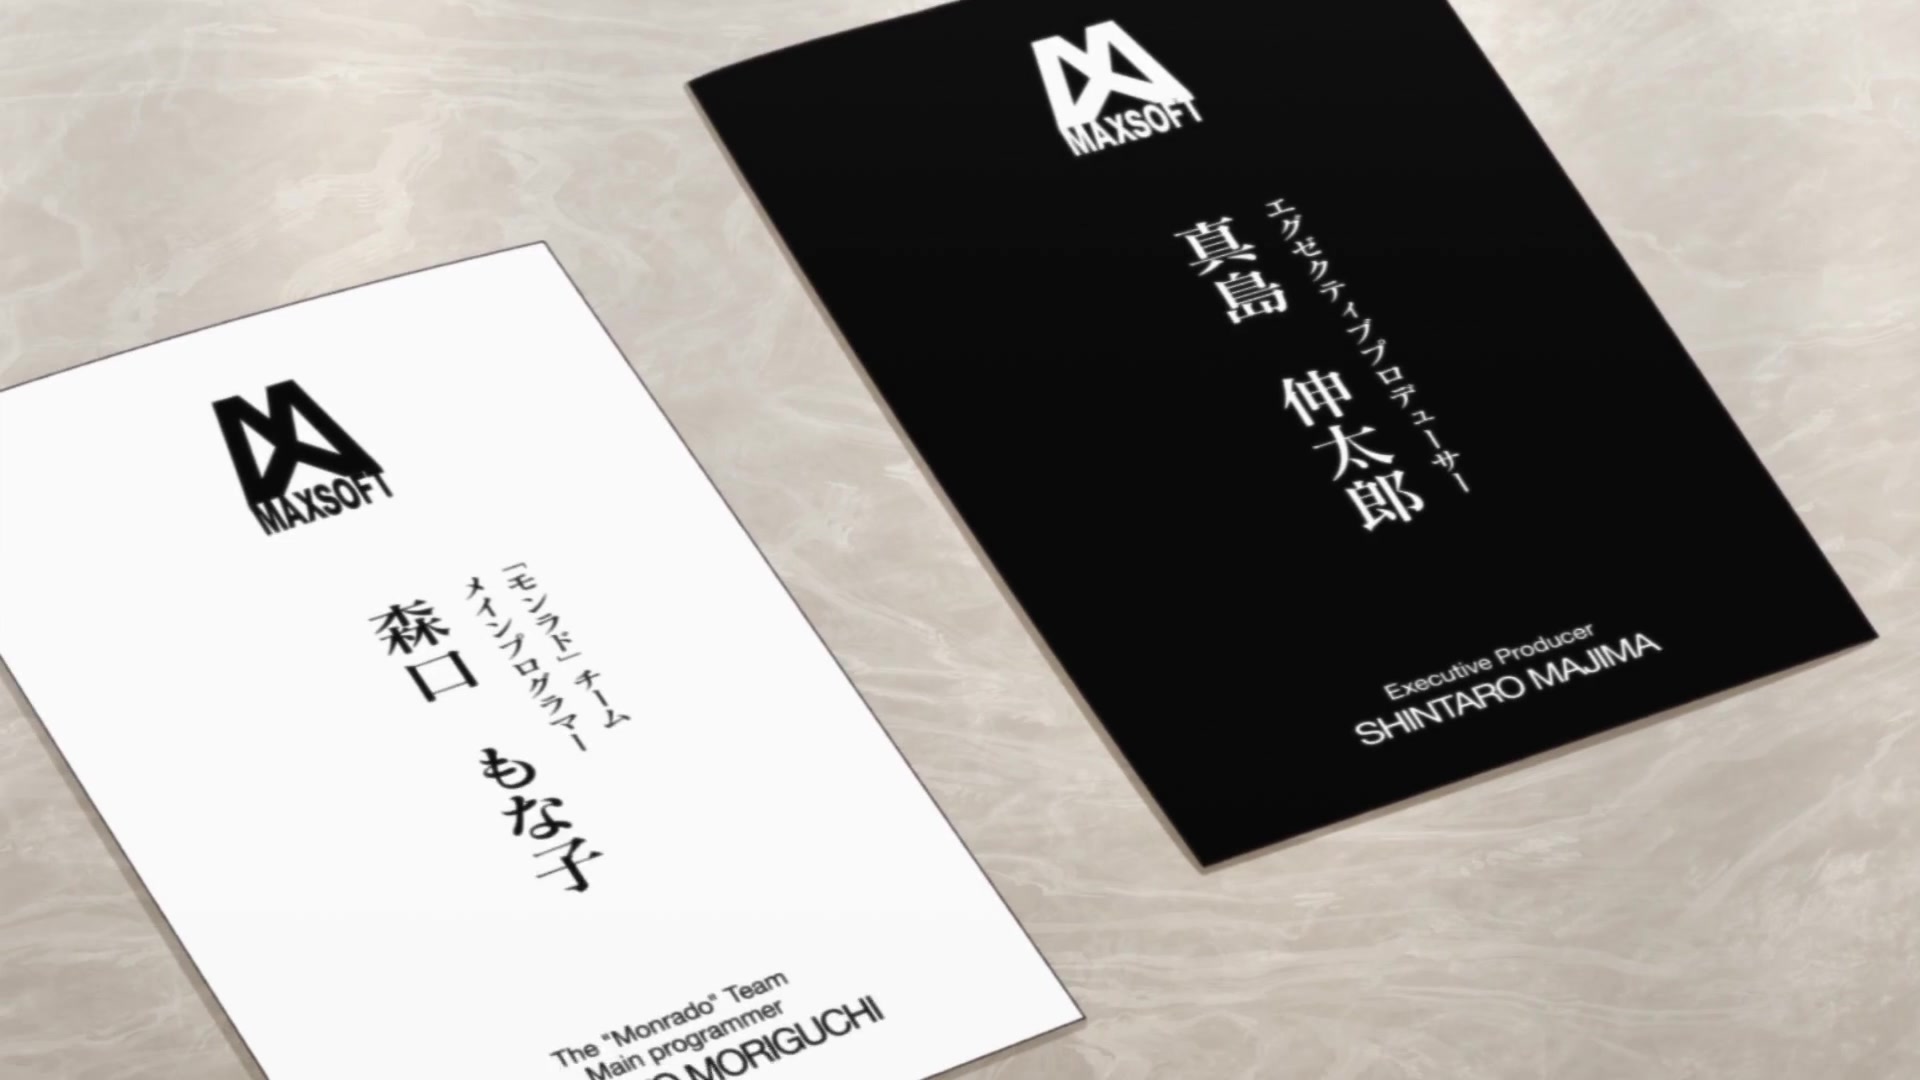 MAXSOFT
「モンラド」チーム
メインプログラマー
森口 もな子
The "Monrado" Team
Main programmer
MORIGUCHI
MAXSOFT
エグゼクティブプロデューサー
真島 伸太郎
Executive Producer
SHINTARO MAJIMA